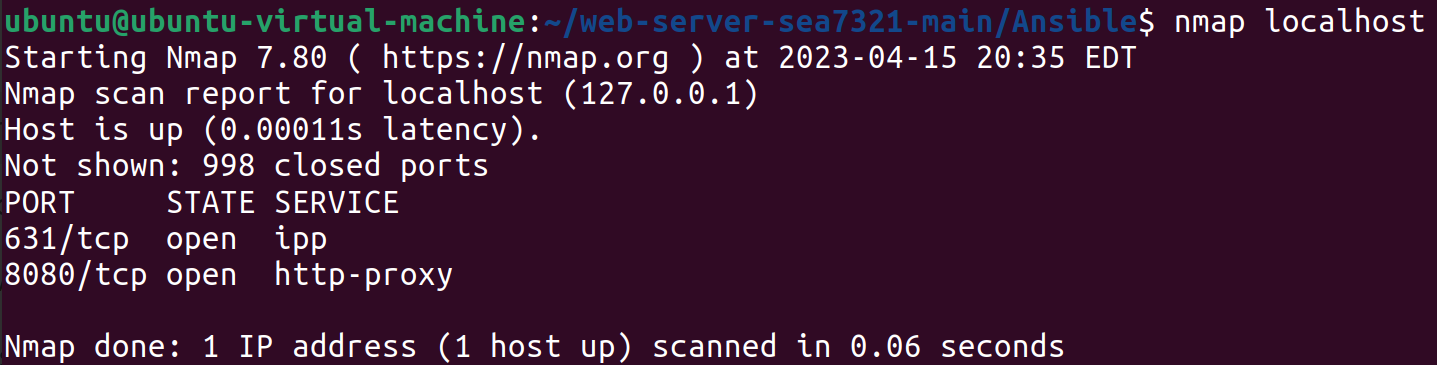 ubuntu@ubuntu-virtual-machine:~/web-server-sea7321-main/Ansible$ nmap localhost
Starting Nmap 7.80 ( https://nmap.org ) at 2023-04-15 20:35 EDT
Nmap scan report for localhost (127.0.0.1)
Host is up (0.00011s latency).
Not shown: 998 closed ports
PORT     STATE SERVICE
631/tcp  open  ipp
8080/tcp open  http-proxy
Nmap done: 1 IP address (1 host up) scanned in 0.06 seconds